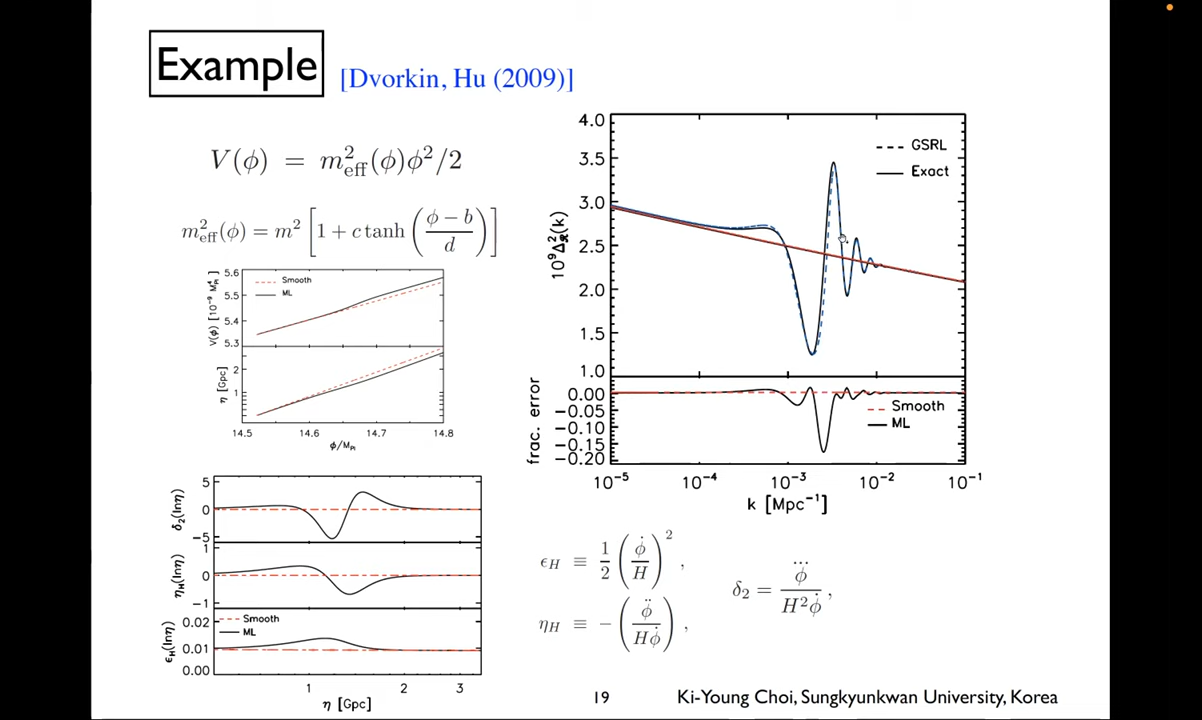 Example
[Dvorkin, Hu (2009)]
V(ϕ) = m²_eff(ϕ)ϕ²/2
m²_eff(ϕ) = m² [1 + c tanh ((ϕ − b)/d)]
V(ϕ) [10⁻⁹ M⁴_Pl]
5.6
5.5
5.4
5.3
Smooth
ML
η [Gpc]
2
1
14.5 14.6 14.7 14.8
ϕ/M_Pl
δ₂(lnη)
5
0
−5
η_H(lnη)
1
0
−1
ϵ_H(lnη)
0.02
0.01
0.00
Smooth
ML
1 2 3
η [Gpc]
10⁹Δ²_R(k)
4.0
3.5
3.0
2.5
2.0
1.5
1.0
GSRL
Exact
frac. error
0.00
−0.05
−0.10
−0.15
−0.20
Smooth
ML
10⁻⁵ 10⁻⁴ 10⁻³ 10⁻² 10⁻¹
k [Mpc⁻¹]
ϵ_H ≡ 1/2 (ϕ̇/H)² ,
η_H ≡ −(ϕ̈/Hϕ̇) ,
δ₂ = ϕ⃛/H²ϕ̇ ,
19
Ki-Young Choi, Sungkyunkwan University, Korea